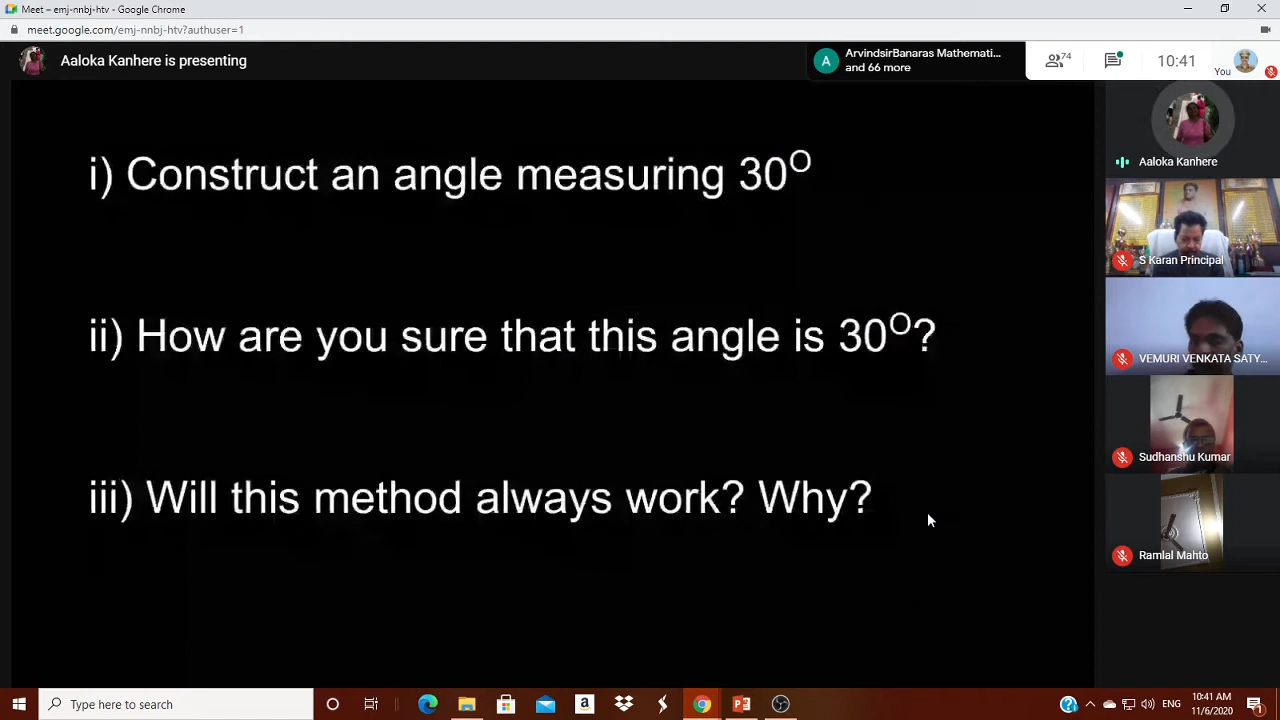 Meet – emj-nnbj-htv - Google Chrome
meet.google.com/emj-nnbj-htv?authuser=1
Aaloka Kanhere is presenting
A
ArvindsirBanaras Mathemati...
and 66 more
74
10:41
You
i) Construct an angle measuring 30O
Aaloka Kanhere
S Karan Principal
ii) How are you sure that this angle is 30O?
VEMURI VENKATA SATY...
Sudhanshu Kumar
iii) Will this method always work? Why?
Ramlal Mahto
Type here to search
a
ENG
10:41 AM
11/6/2020
1